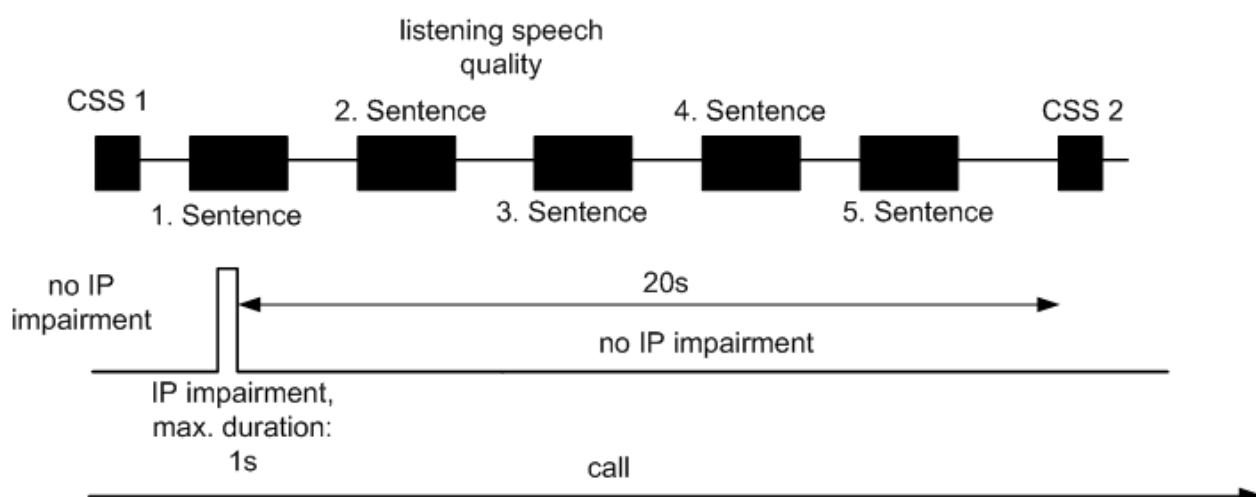 listening speech
quality
CSS 1
2. Sentence
4. Sentence
CSS 2
1. Sentence
3. Sentence
5. Sentence
no IP
impairment
20s
no IP impairment
IP impairment,
max. duration:
1s
call